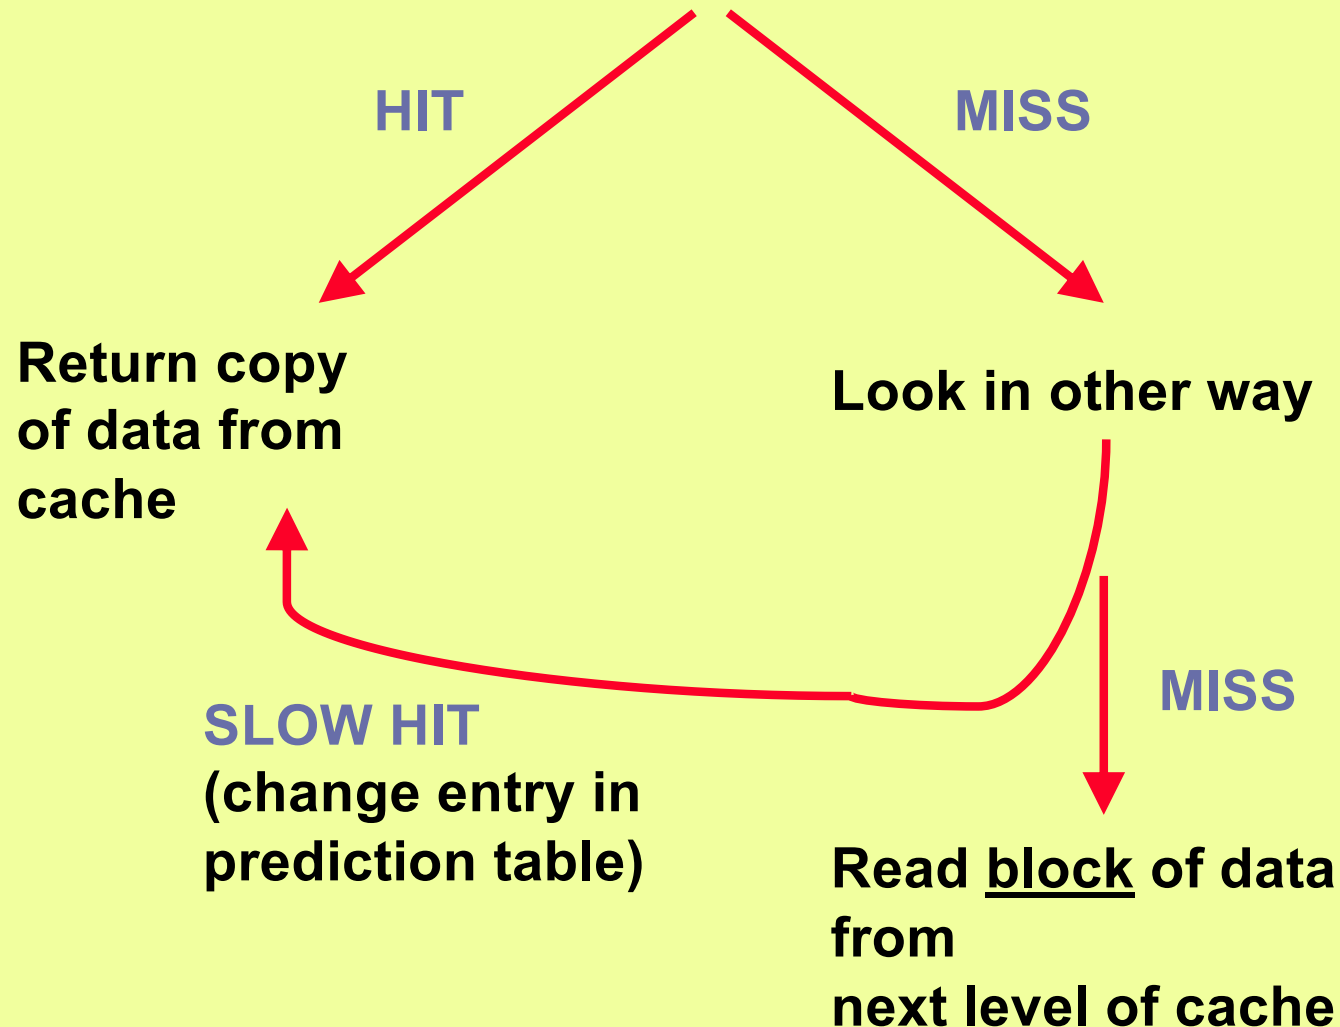 HIT
MISS
Return copy
of data from
cache
Look in other way
SLOW HIT
(change entry in
prediction table)
MISS
Read block of data
from
next level of cache